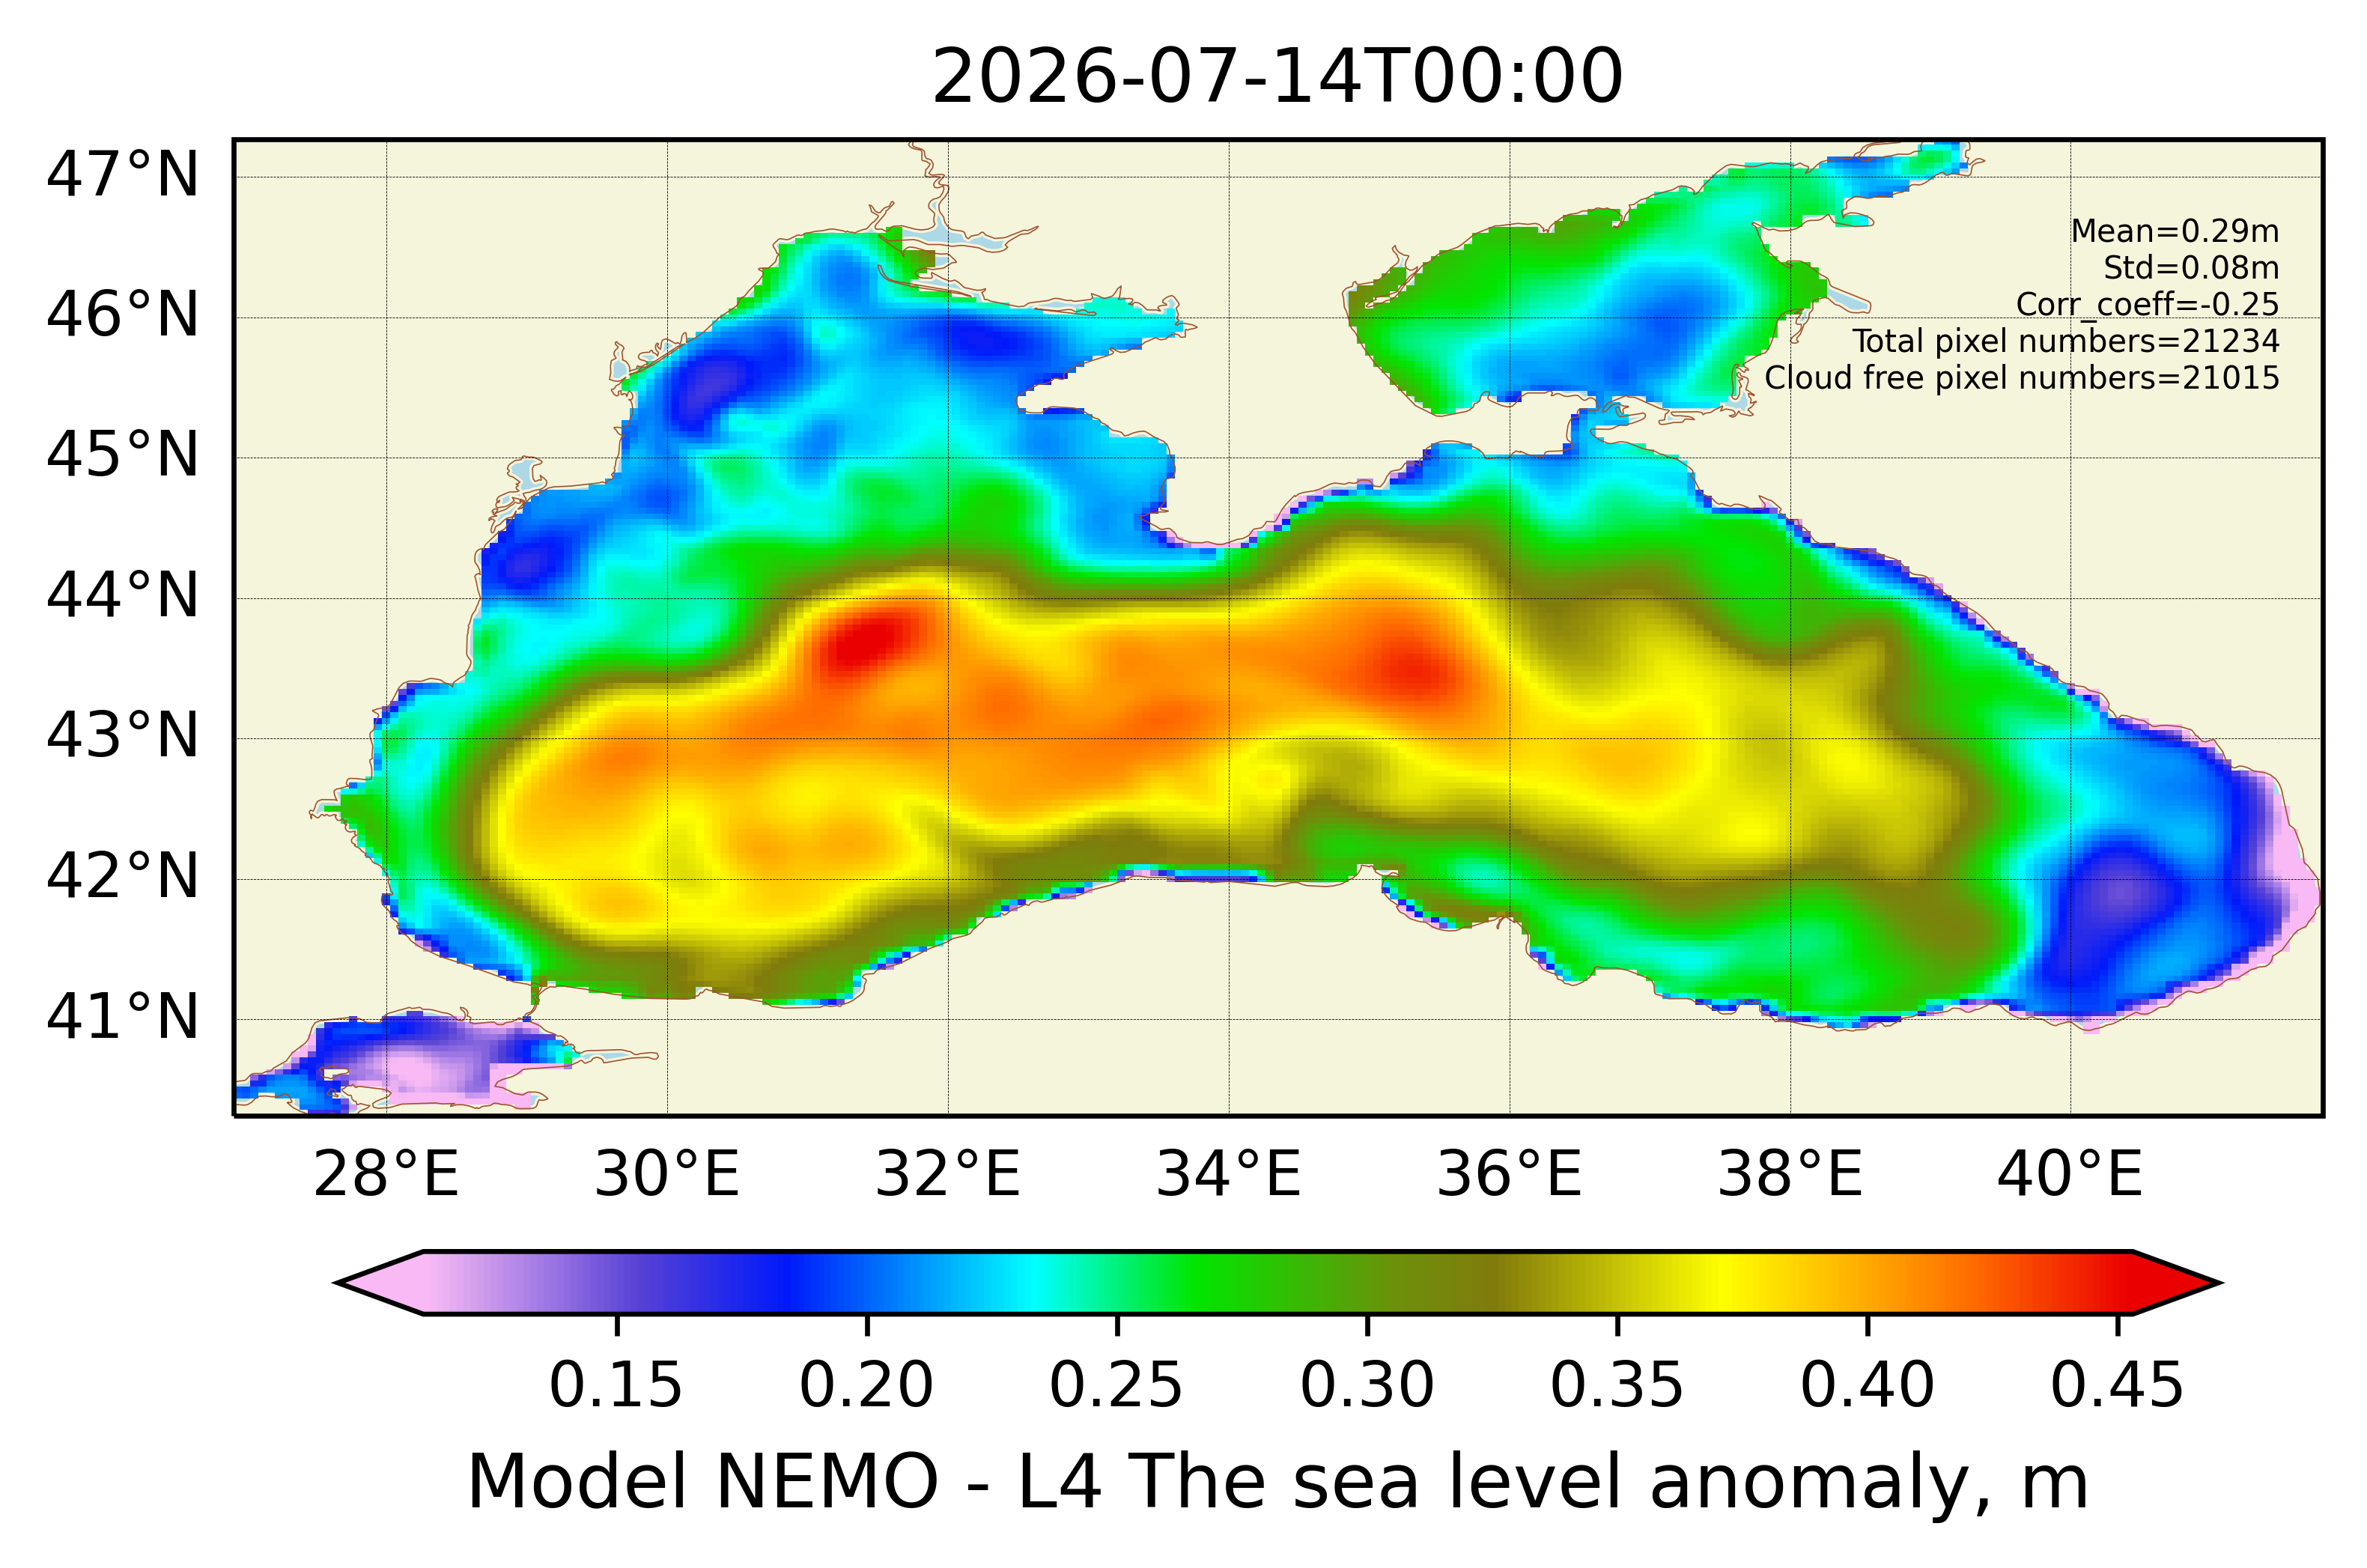 2026-07-14T00:00
47°N
46°N
45°N
44°N
43°N
42°N
41°N
Mean=0.29m
Std=0.08m
Corr_coeff=-0.25
Total pixel numbers=21234
Cloud free pixel numbers=21015
28°E 30°E 32°E 34°E 36°E 38°E 40°E
0.15 0.20 0.25 0.30 0.35 0.40 0.45
Model NEMO - L4 The sea level anomaly, m